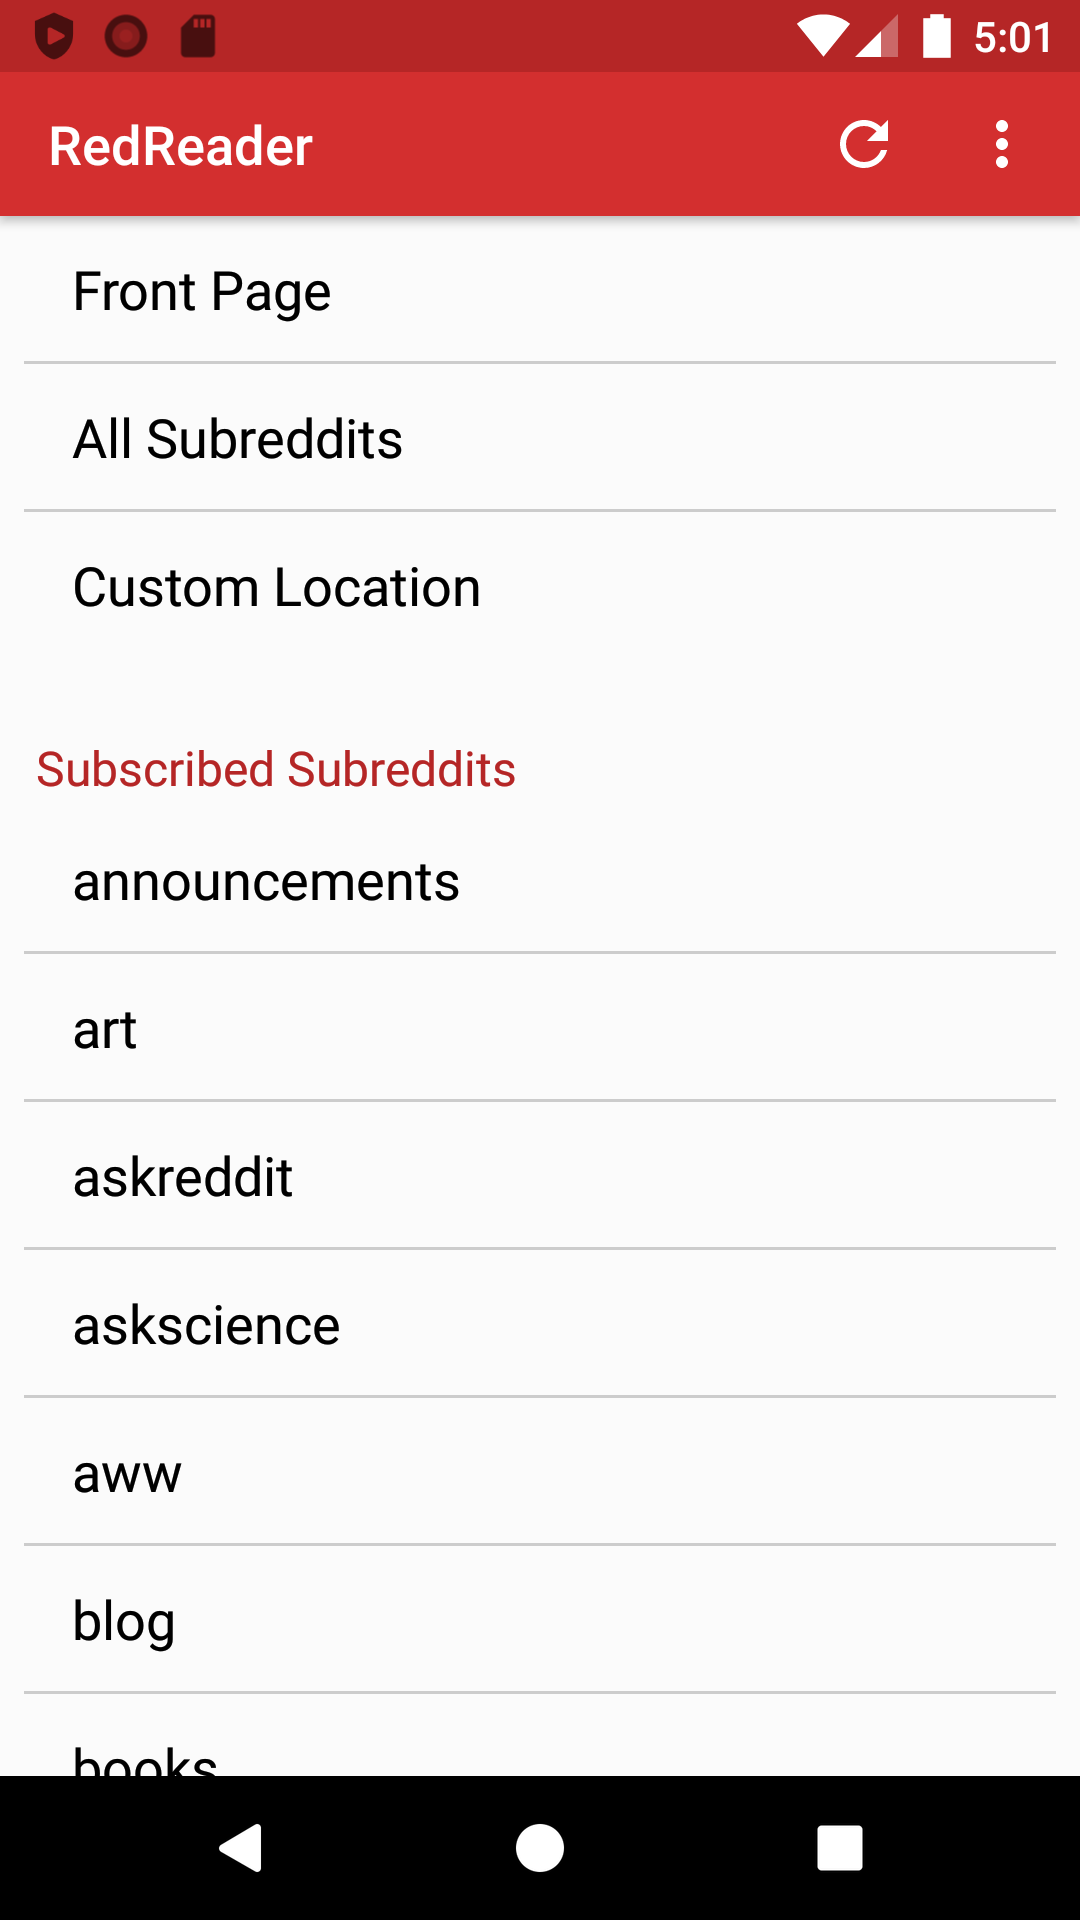 5:01
RedReader
Front Page
All Subreddits
Custom Location
Subscribed Subreddits
announcements
art
askreddit
askscience
aww
blog
books